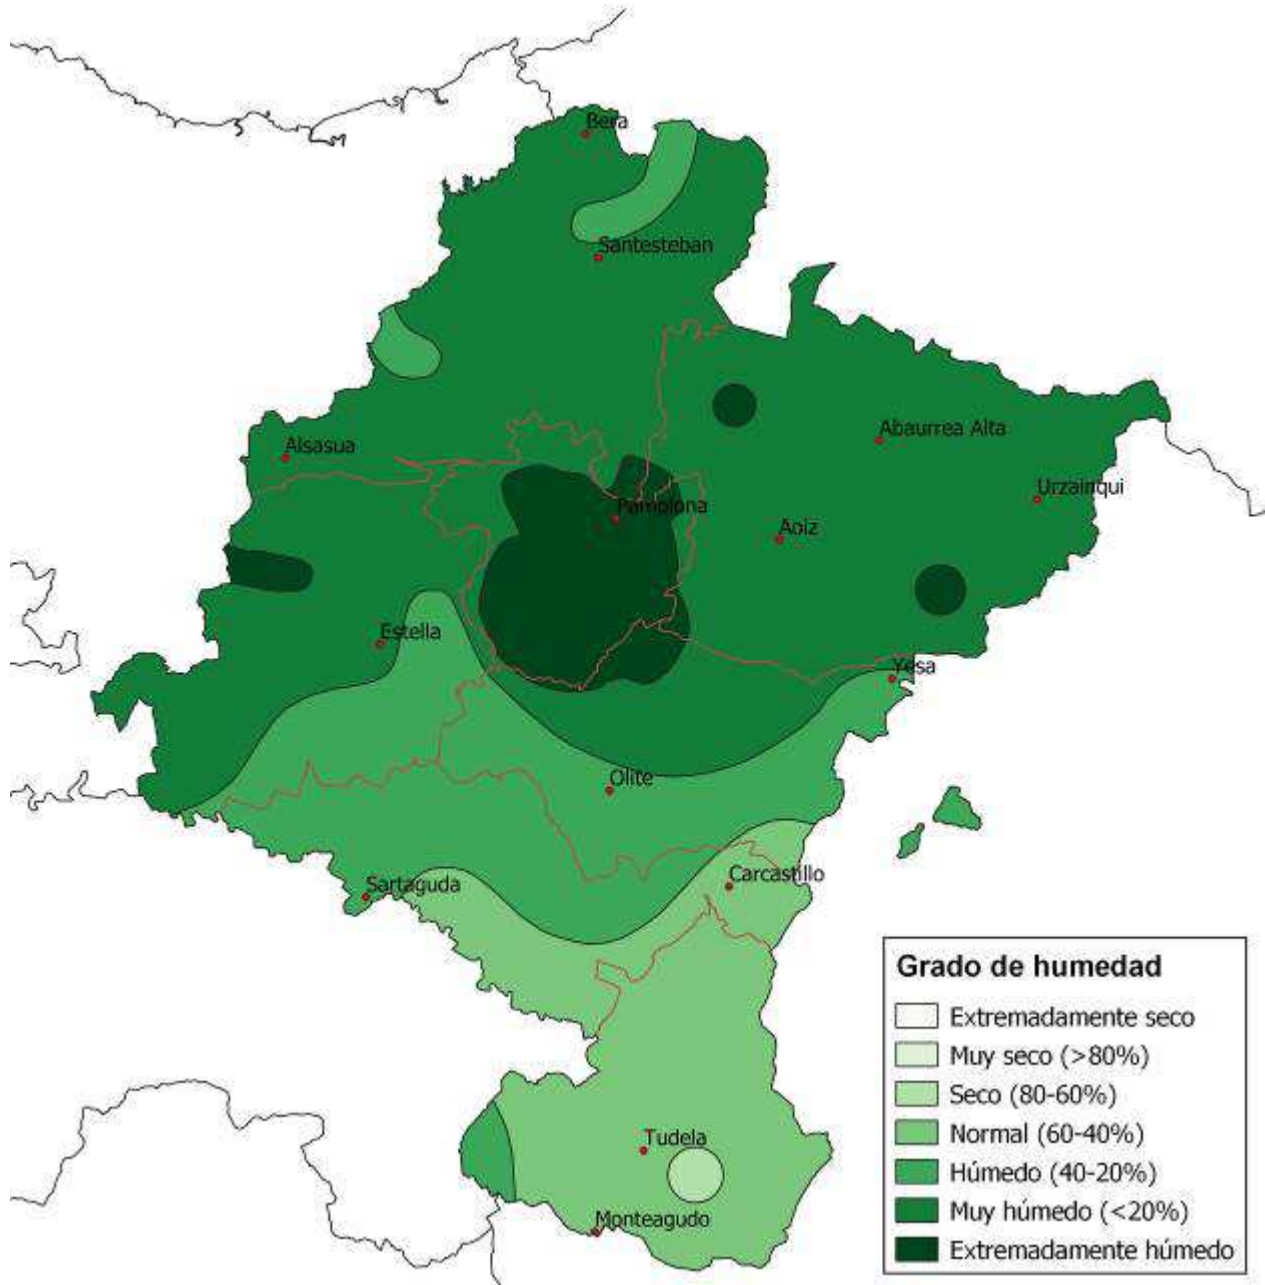 Bera
Santesteban
Alsasua
Abaurrea Alta
Urzainqui
Pamplona
Aoiz
Estella
Yesa
Olite
Sartaguda
Carcastillo
Tudela
Monteagudo
Grado de humedad
Extremadamente seco
Muy seco (>80%)
Seco (80-60%)
Normal (60-40%)
Húmedo (40-20%)
Muy húmedo (<20%)
Extremadamente húmedo